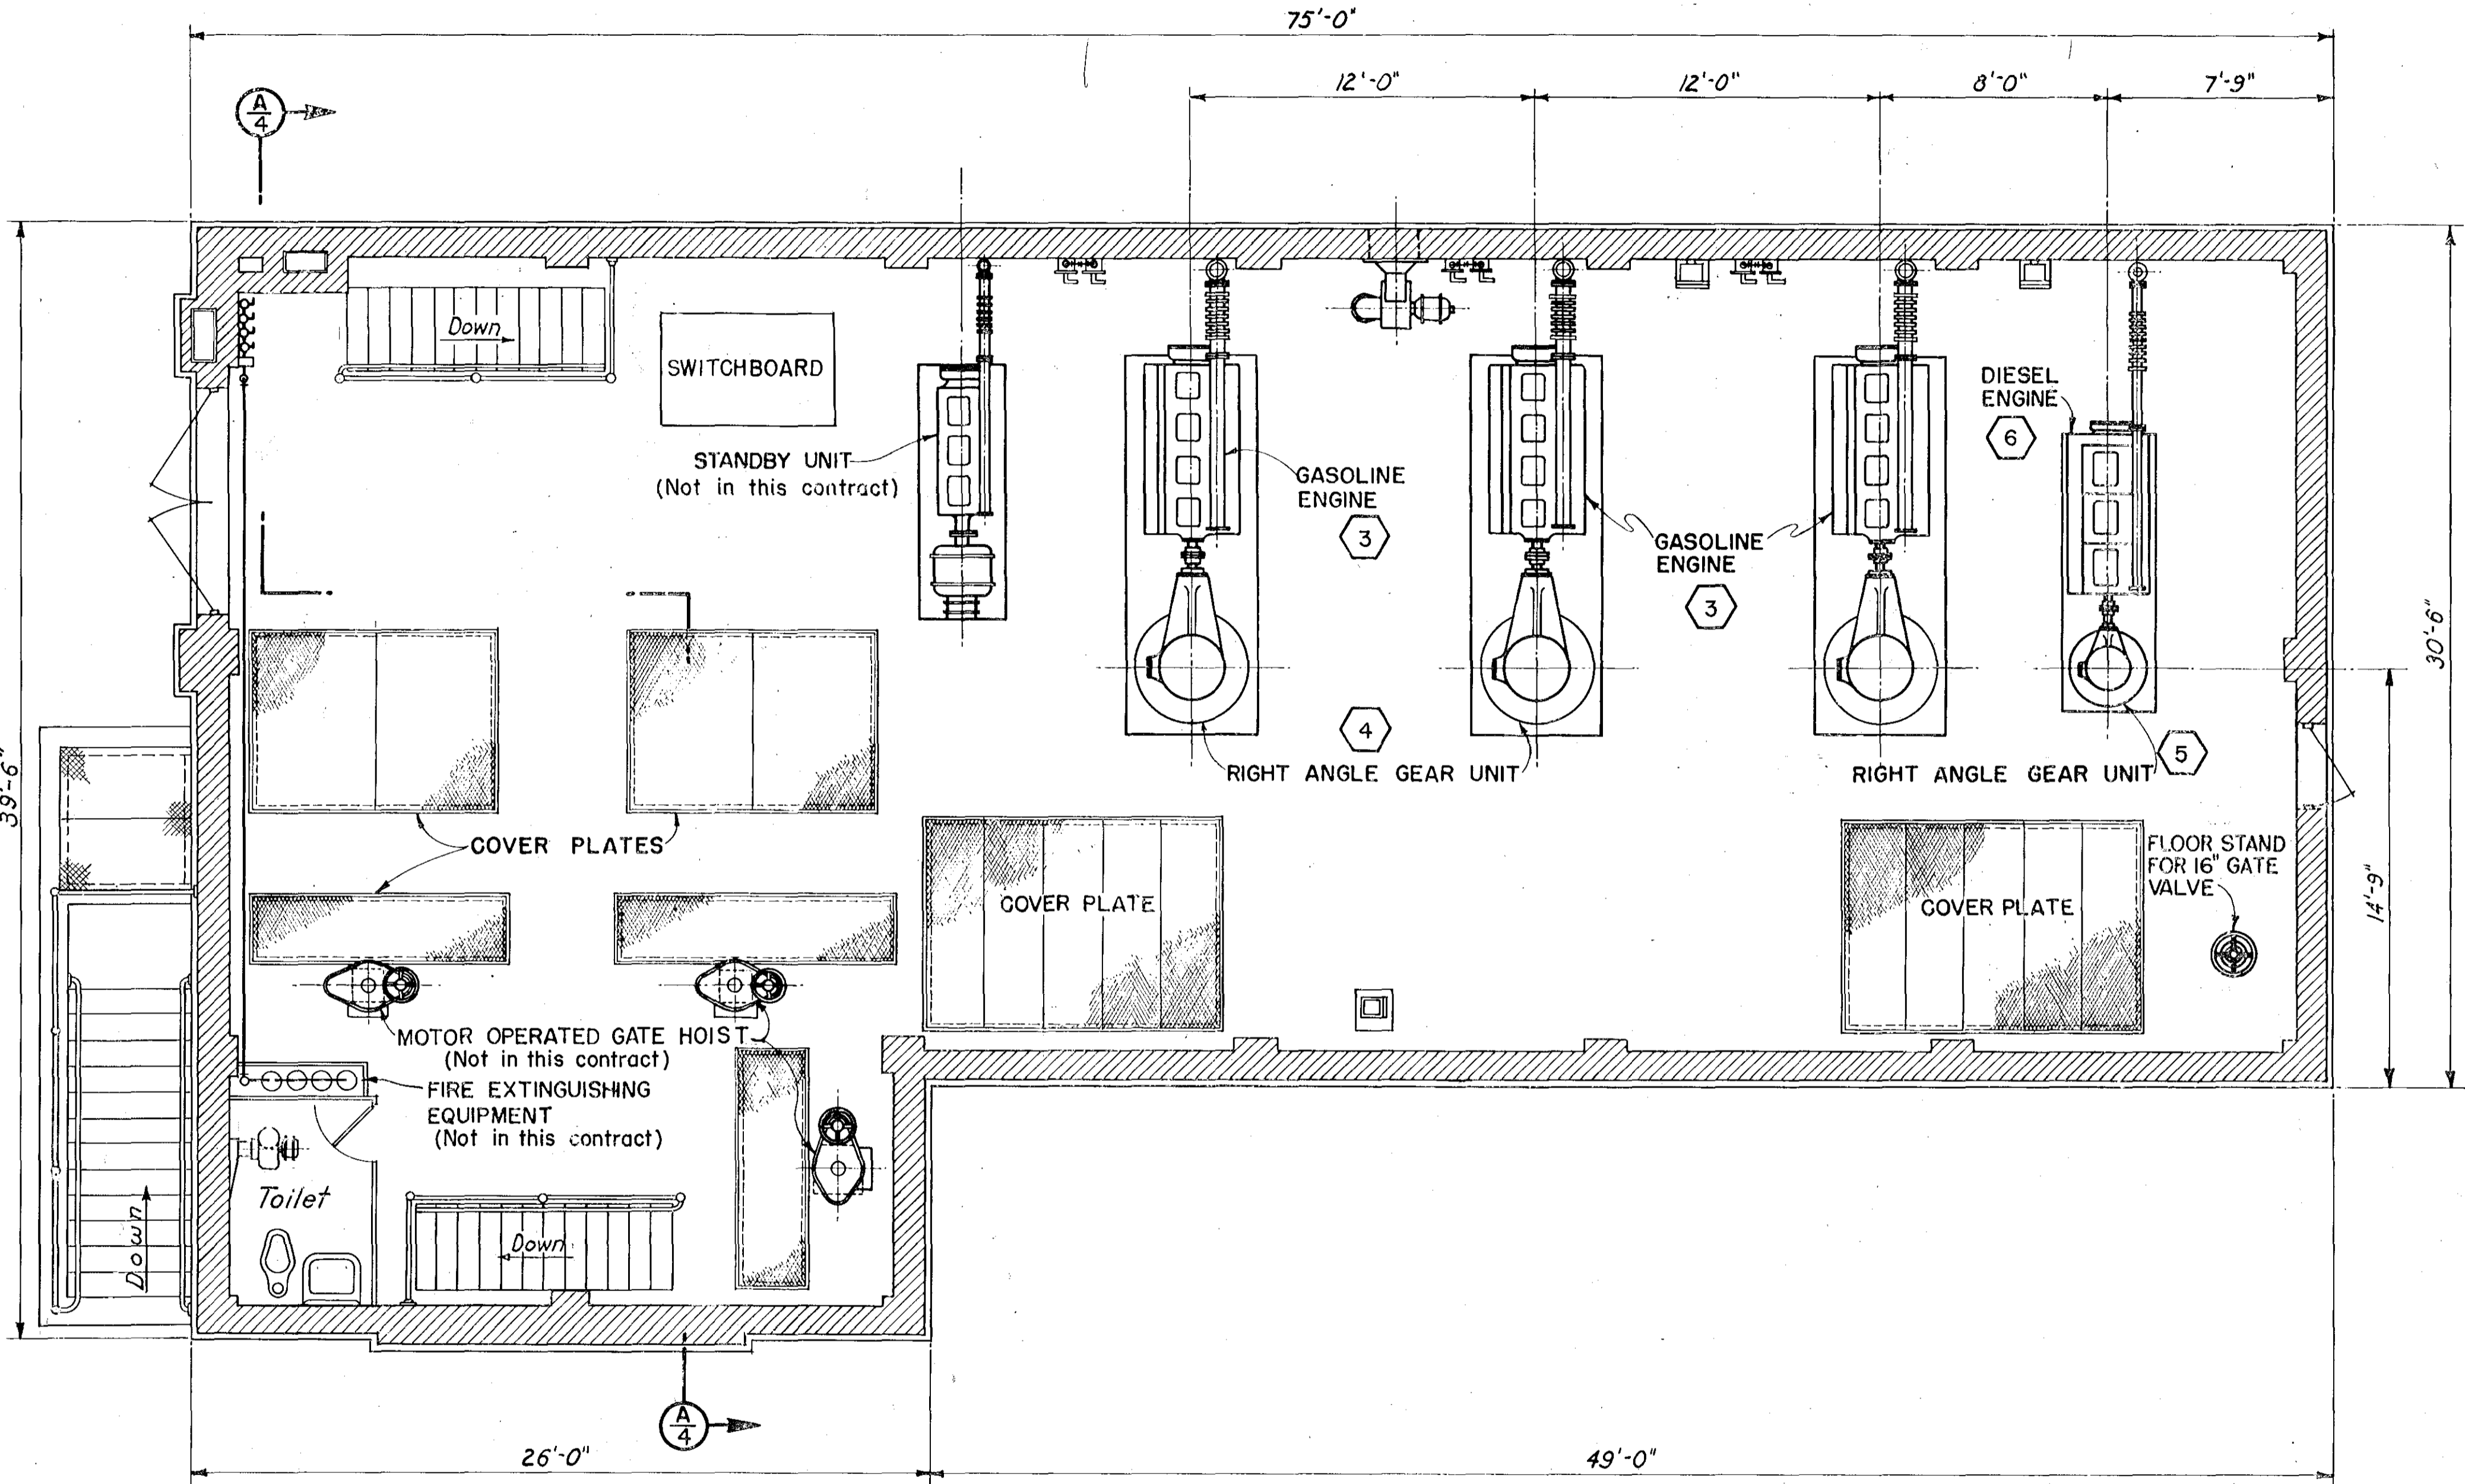 75'-0"
12'-0"
12'-0"
8'-0"
7'-9"
A
4
Down
SWITCHBOARD
STANDBY UNIT
(Not in this contract)
GASOLINE
ENGINE
3
GASOLINE
ENGINE
3
DIESEL
ENGINE
6
30'-6"
4
RIGHT ANGLE GEAR UNIT
RIGHT ANGLE GEAR UNIT
5
39'-6"
COVER PLATES
COVER PLATE
COVER PLATE
FLOOR STAND
FOR 16" GATE
VALVE
14'-9"
MOTOR OPERATED GATE HOIST
(Not in this contract)
FIRE EXTINGUISHING
EQUIPMENT
(Not in this contract)
Toilet
Down
Down
A
4
26'-0"
49'-0"